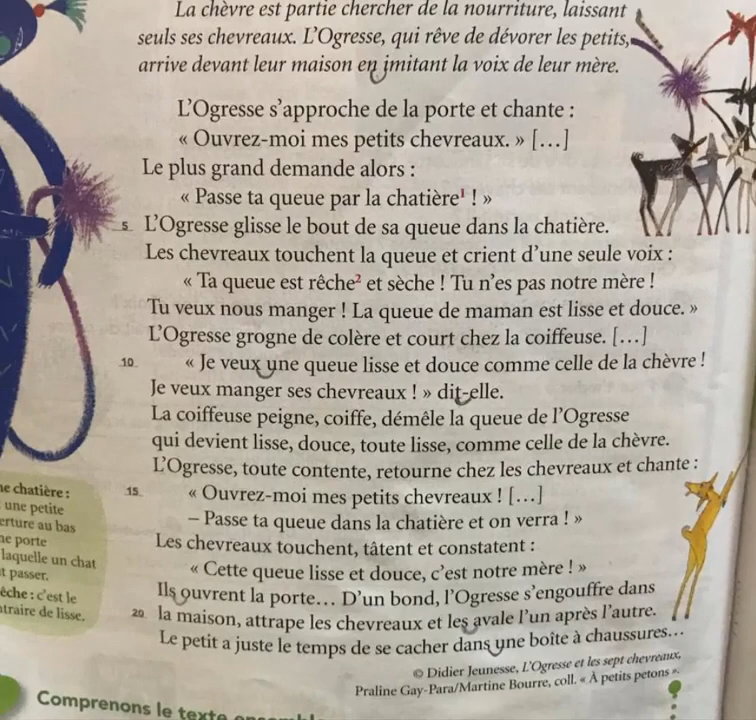 La chèvre est partie chercher de la nourriture, laissant
seuls ses chevreaux. L'Ogresse, qui rêve de dévorer les petits,
arrive devant leur maison en imitant la voix de leur mère.
L'Ogresse s'approche de la porte et chante :
« Ouvrez-moi mes petits chevreaux. » [...]
Le plus grand demande alors :
« Passe ta queue par la chatière¹ ! »
5 L'Ogresse glisse le bout de sa queue dans la chatière.
Les chevreaux touchent la queue et crient d'une seule voix :
« Ta queue est rêche² et sèche ! Tu n'es pas notre mère !
Tu veux nous manger ! La queue de maman est lisse et douce. »
L'Ogresse grogne de colère et court chez la coiffeuse. [...]
10 « Je veux une queue lisse et douce comme celle de la chèvre !
Je veux manger ses chevreaux ! » dit-elle.
La coiffeuse peigne, coiffe, démêle la queue de l'Ogresse
qui devient lisse, douce, toute lisse, comme celle de la chèvre.
L'Ogresse, toute contente, retourne chez les chevreaux et chante :
15 « Ouvrez-moi mes petits chevreaux ! [...]
– Passe ta queue dans la chatière et on verra ! »
Les chevreaux touchent, tâtent et constatent :
« Cette queue lisse et douce, c'est notre mère ! »
Ils ouvrent la porte... D'un bond, l'Ogresse s'engouffre dans
20 la maison, attrape les chevreaux et les avale l'un après l'autre.
Le petit a juste le temps de se cacher dans une boîte à chaussures...
© Didier Jeunesse, L'Ogresse et les sept chevreaux,
Praline Gay-Para/Martine Bourre, coll. « À petits petons ».
chatière :
une petite
au bas
porte
laquelle un chat
passer.
: c'est le
de lisse.
Comprenons le texte